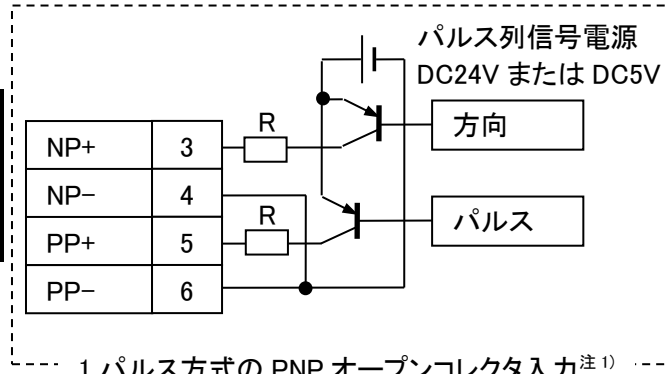 パルス列信号電源
DC24V または DC5V
方向
R
NP+ 3
NP- 4
R
パルス
PP+ 5
PP- 6
1 パルス方式の PNP オープンコレクタ入力注1)